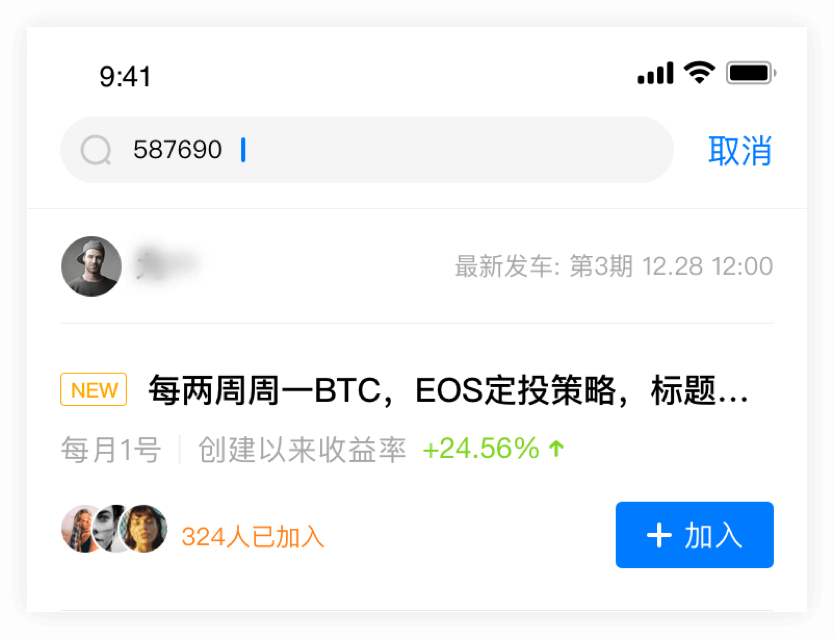 9:41
587690
取消
最新发车: 第3期 12.28 12:00
NEW 每两周周一BTC，EOS定投策略，标题...
每月1号 创建以来收益率 +24.56%
324人已加入
加入